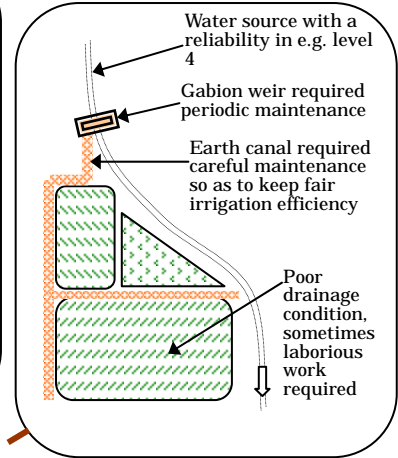 Water source with a
reliability in e.g. level
4
Gabion weir required
periodic maintenance
Earth canal required
careful maintenance
so as to keep fair
irrigation efficiency
Poor
drainage
condition,
sometimes
laborious
work
required